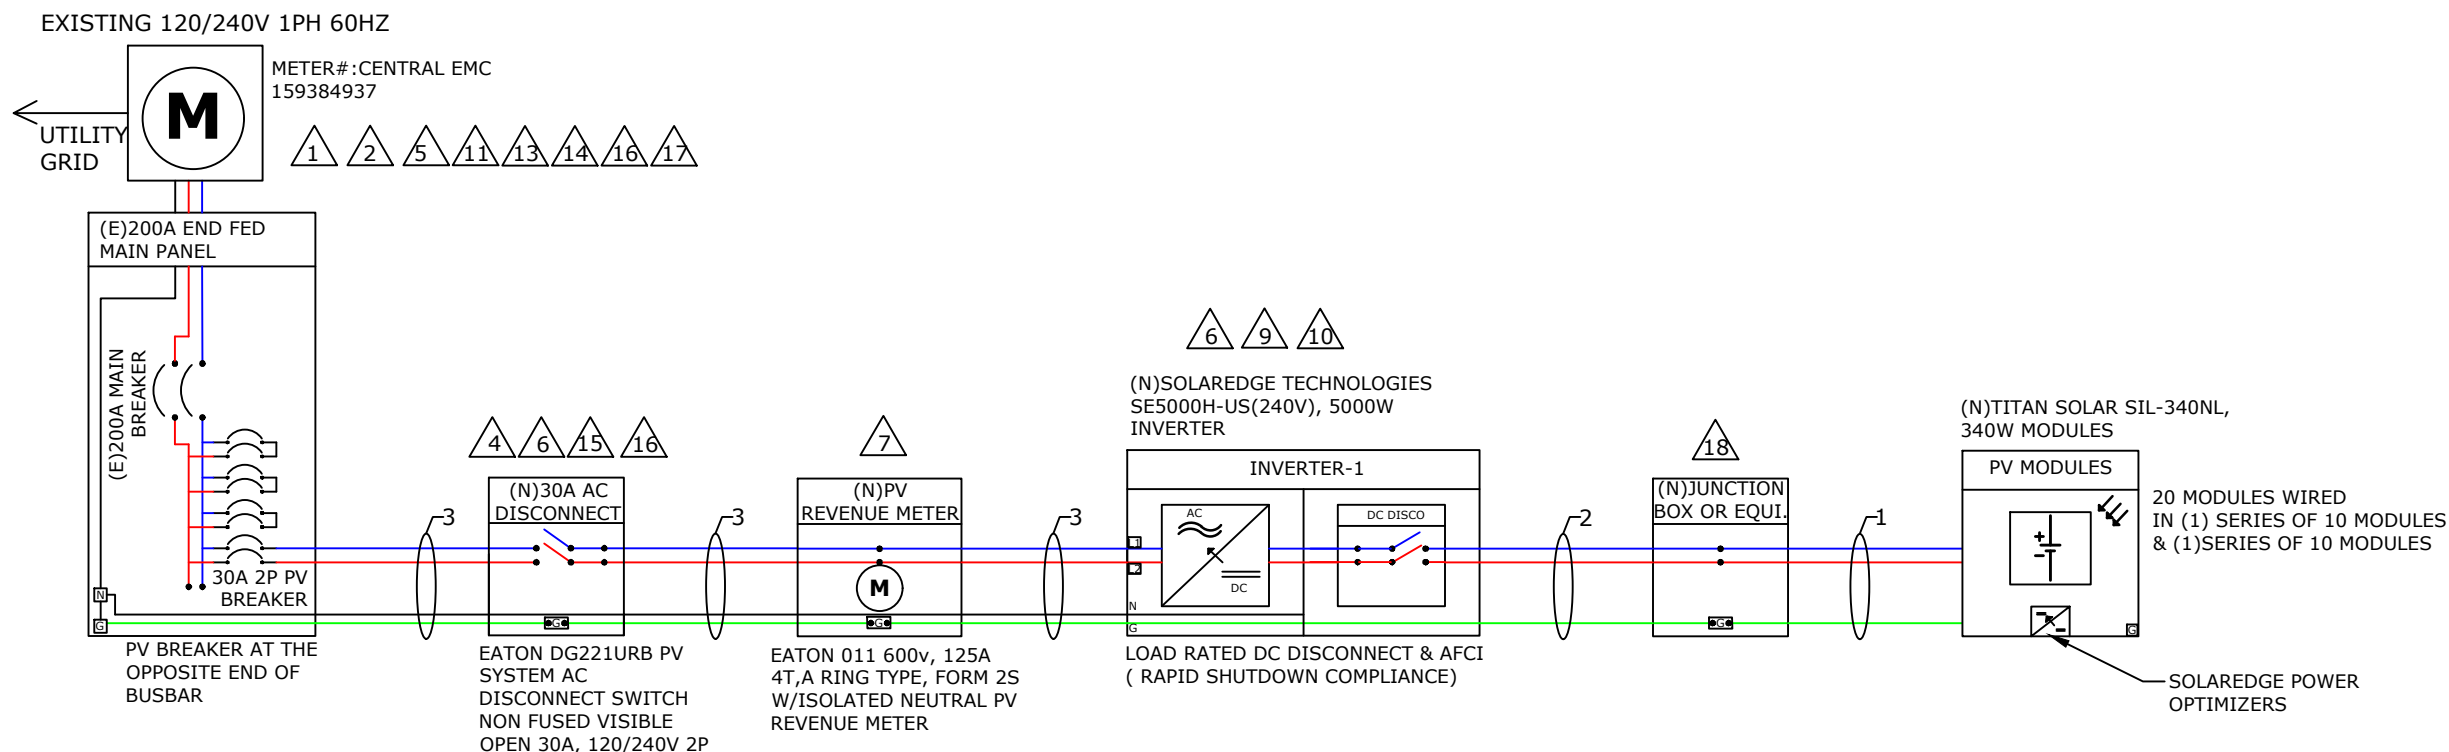 EXISTING 120/240V 1PH 60HZ
METER#:CENTRAL EMC
159384937
M
UTILITY
GRID
1 2 5 11 13 14 16 17
(E)200A END FED
MAIN PANEL
(E)200A MAIN
BREAKER
30A 2P PV
BREAKER
N
G
PV BREAKER AT THE
OPPOSITE END OF
BUSBAR
3
4 6 15 16
(N)30A AC
DISCONNECT
G
EATON DG221URB PV
SYSTEM AC
DISCONNECT SWITCH
NON FUSED VISIBLE
OPEN 30A, 120/240V 2P
3
7
(N)PV
REVENUE METER
M
G
EATON 011 600v, 125A
4T,A RING TYPE, FORM 2S
W/ISOLATED NEUTRAL PV
REVENUE METER
3
6 9 10
(N)SOLAREDGE TECHNOLOGIES
SE5000H-US(240V), 5000W
INVERTER
INVERTER-1
AC
DC
DC DISCO
L1
L2
N
G
LOAD RATED DC DISCONNECT & AFCI
( RAPID SHUTDOWN COMPLIANCE)
2
18
(N)JUNCTION
BOX OR EQUI.
G
1
(N)TITAN SOLAR SIL-340NL,
340W MODULES
PV MODULES
G
20 MODULES WIRED
IN (1) SERIES OF 10 MODULES
& (1)SERIES OF 10 MODULES
SOLAREDGE POWER
OPTIMIZERS